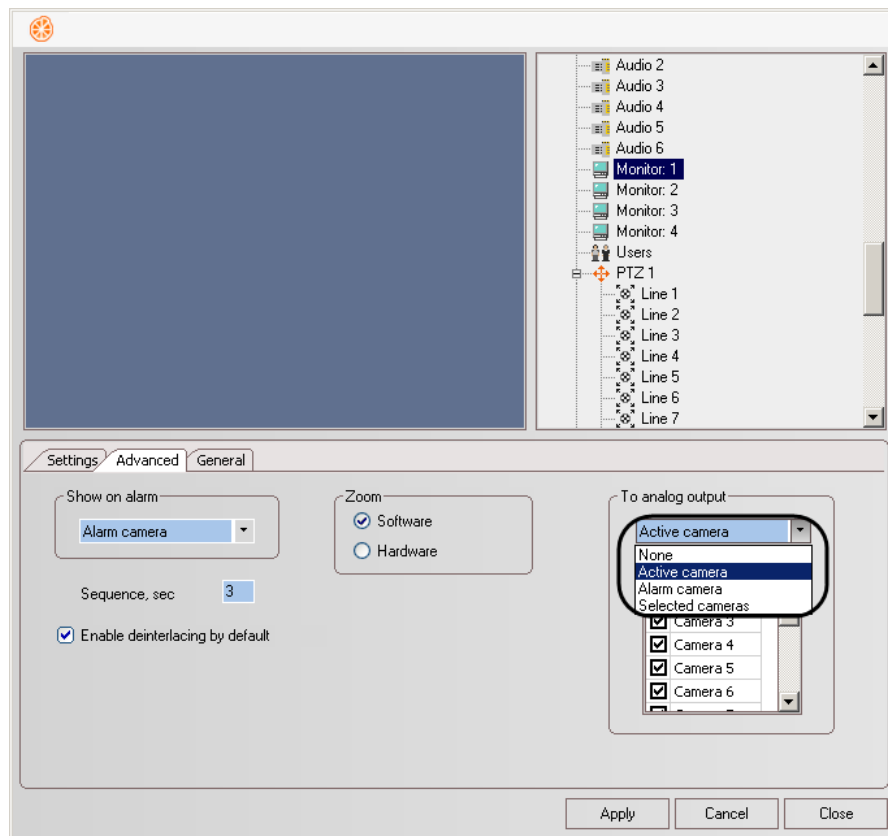 Audio 2
Audio 3
Audio 4
Audio 5
Audio 6
Monitor: 1
Monitor: 2
Monitor: 3
Monitor: 4
Users
PTZ 1
Line 1
Line 2
Line 3
Line 4
Line 5
Line 6
Line 7
Settings Advanced General
Show on alarm
Alarm camera
Sequence, sec 3
Enable deinterlacing by default
Zoom
Software
Hardware
To analog output
Active camera
None
Active camera
Alarm camera
Selected cameras
Camera 3
Camera 4
Camera 5
Camera 6
Apply Cancel Close